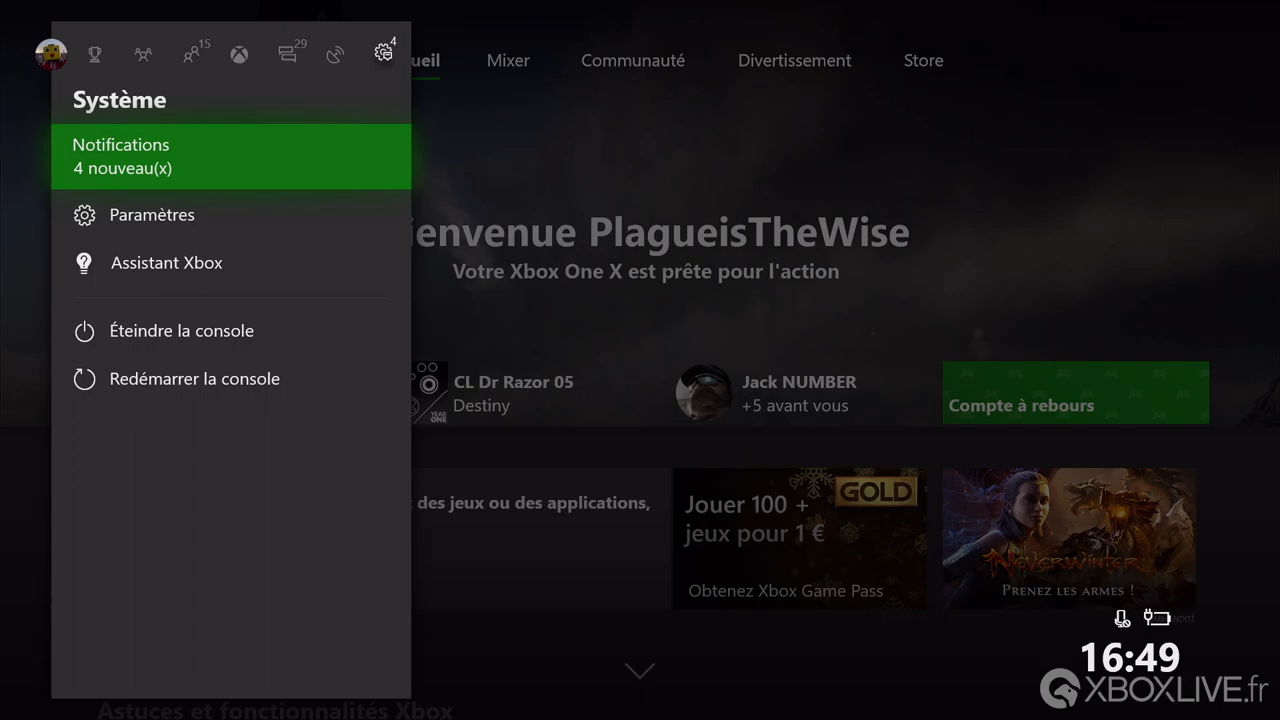 15
29
4
ueil
Mixer
Communauté
Divertissement
Store
Système
Notifications
4 nouveau(x)
Paramètres
Assistant Xbox
Éteindre la console
Redémarrer la console
ienvenue PlagueisTheWise
Votre Xbox One X est prête pour l'action
YEAR
ONE
CL Dr Razor 05
Destiny
Jack NUMBER
+5 avant vous
Compte à rebours
des jeux ou des applications,
Jouer 100 +
jeux pour 1 €
GOLD
Obtenez Xbox Game Pass
NEVERWINTER
PRENEZ LES ARMES !
16:49
XBOXLIVE.fr
Astuces et fonctionnalités Xbox